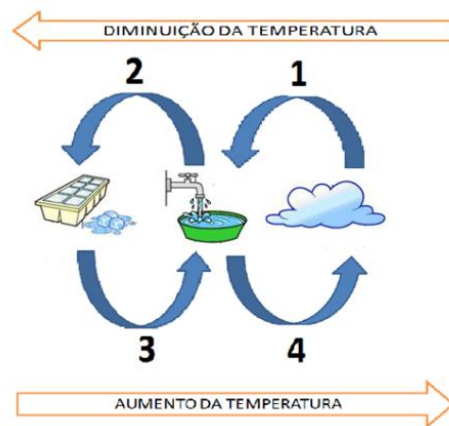 DIMINUIÇÃO DA TEMPERATURA
2 1
3 4
AUMENTO DA TEMPERATURA